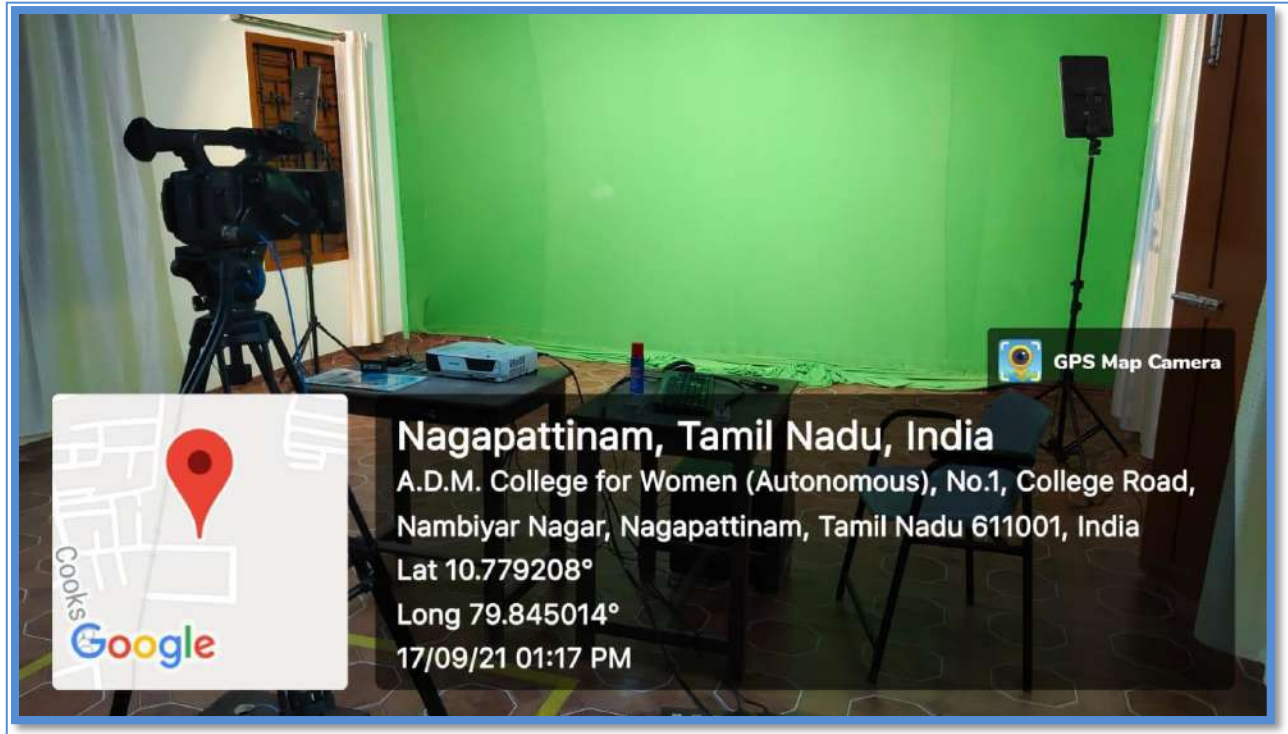 GPS Map Camera
Nagapattinam, Tamil Nadu, India
A.D.M. College for Women (Autonomous), No.1, College Road,
Nambiyar Nagar, Nagapattinam, Tamil Nadu 611001, India
Lat 10.779208°
Long 79.845014°
17/09/21 01:17 PM
Cooks
Google